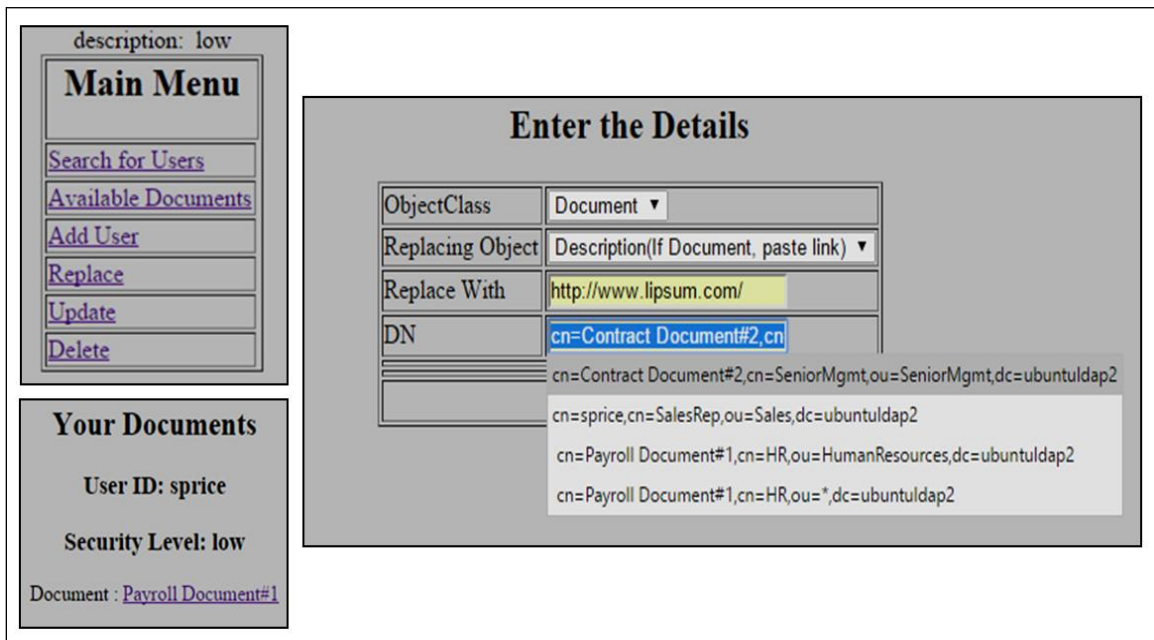 description: low
Main Menu
Search for Users
Available Documents
Add User
Replace
Update
Delete
Your Documents
User ID: sprice
Security Level: low
Document : Payroll Document#1
Enter the Details
ObjectClass Document
Replacing Object Description(If Document, paste link)
Replace With http://www.lipsum.com/
DN cn=Contract Document#2,cn
cn=Contract Document#2,cn=SeniorMgmt,ou=SeniorMgmt,dc=ubuntuldap2
cn=sprice,cn=SalesRep,ou=Sales,dc=ubuntuldap2
cn=Payroll Document#1,cn=HR,ou=HumanResources,dc=ubuntuldap2
cn=Payroll Document#1,cn=HR,ou=*,dc=ubuntuldap2